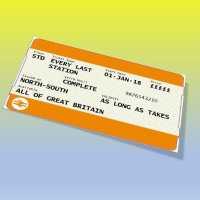 STD EVERY LAST STATION 01·JAN·18 £££££
COMPLETE 9876543210
NORTH-SOUTH AS LONG AS TAKES
ALL OF GREAT BRITAIN